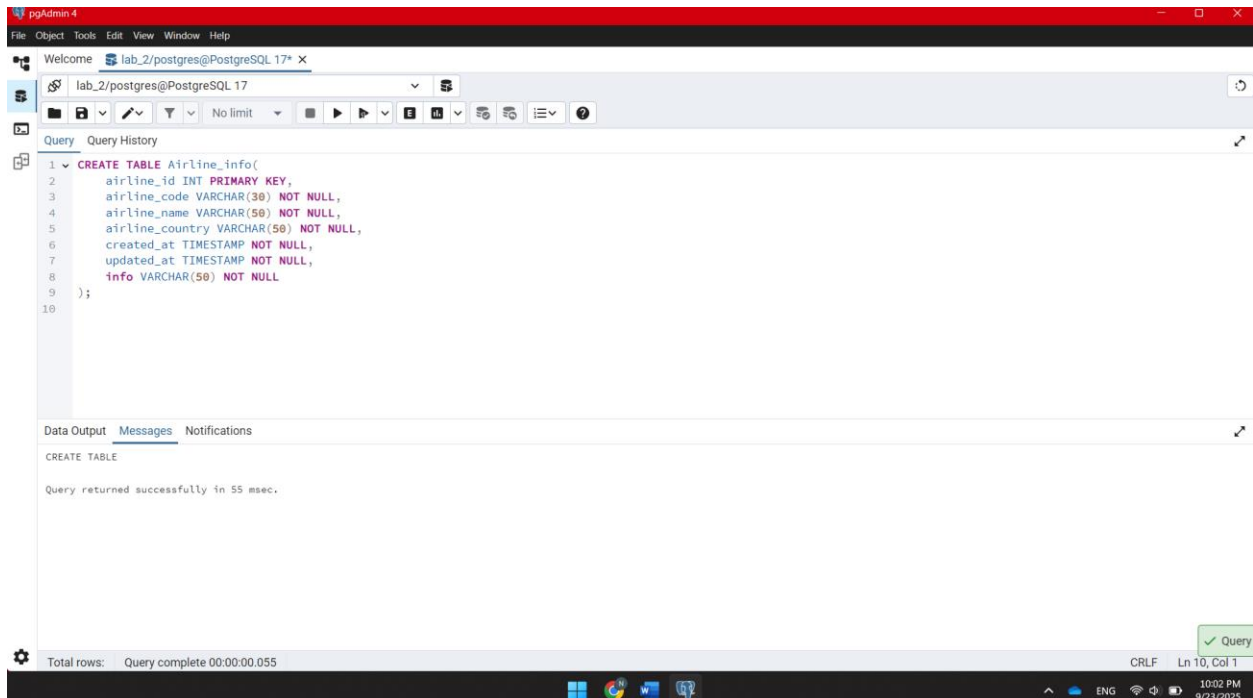 pgAdmin 4
File Object Tools Edit View Window Help
Welcome lab_2/postgres@PostgreSQL 17*
lab_2/postgres@PostgreSQL 17
No limit
Query Query History
1 CREATE TABLE Airline_info(
2 airline_id INT PRIMARY KEY,
3 airline_code VARCHAR(30) NOT NULL,
4 airline_name VARCHAR(50) NOT NULL,
5 airline_country VARCHAR(50) NOT NULL,
6 created_at TIMESTAMP NOT NULL,
7 updated_at TIMESTAMP NOT NULL,
8 info VARCHAR(50) NOT NULL
9 );
10
Data Output Messages Notifications
CREATE TABLE
Query returned successfully in 55 msec.
Query
Total rows: Query complete 00:00:00.055 CRLF Ln 10, Col 1
ENG 10:02 PM
9/23/2025